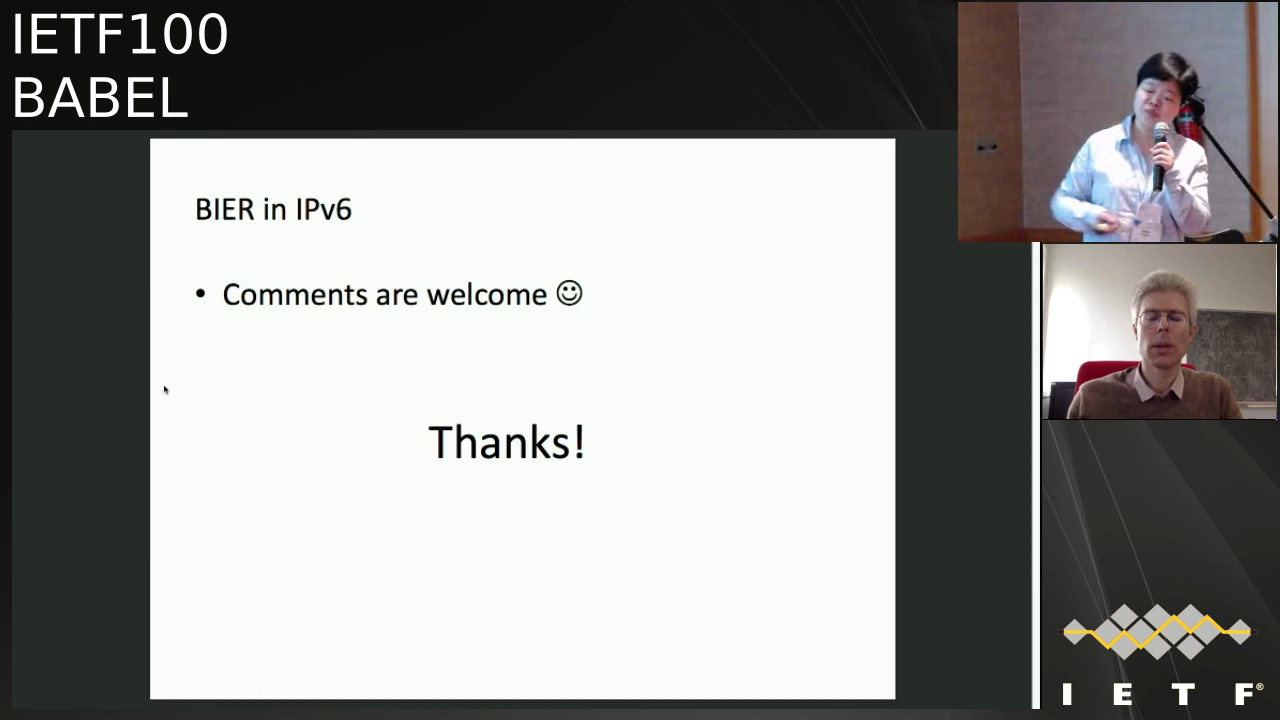 IETF100
BABEL
BIER in IPv6
• Comments are welcome ☺
Thanks!
I E T F®